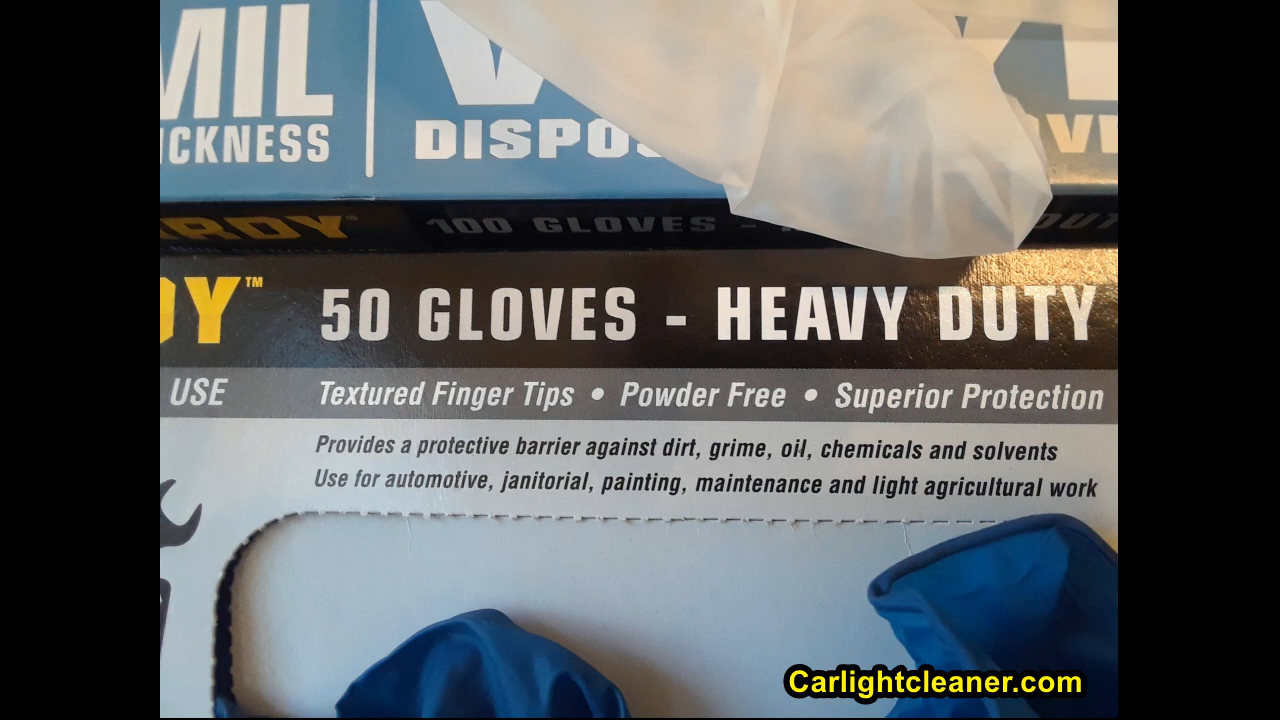 MIL
ICKNESS
DISPOS
RDY® 100 GLOVES -
DY™ 50 GLOVES - HEAVY DUTY
USE Textured Finger Tips • Powder Free • Superior Protection
Provides a protective barrier against dirt, grime, oil, chemicals and solvents
Use for automotive, janitorial, painting, maintenance and light agricultural work
Carlightcleaner.com